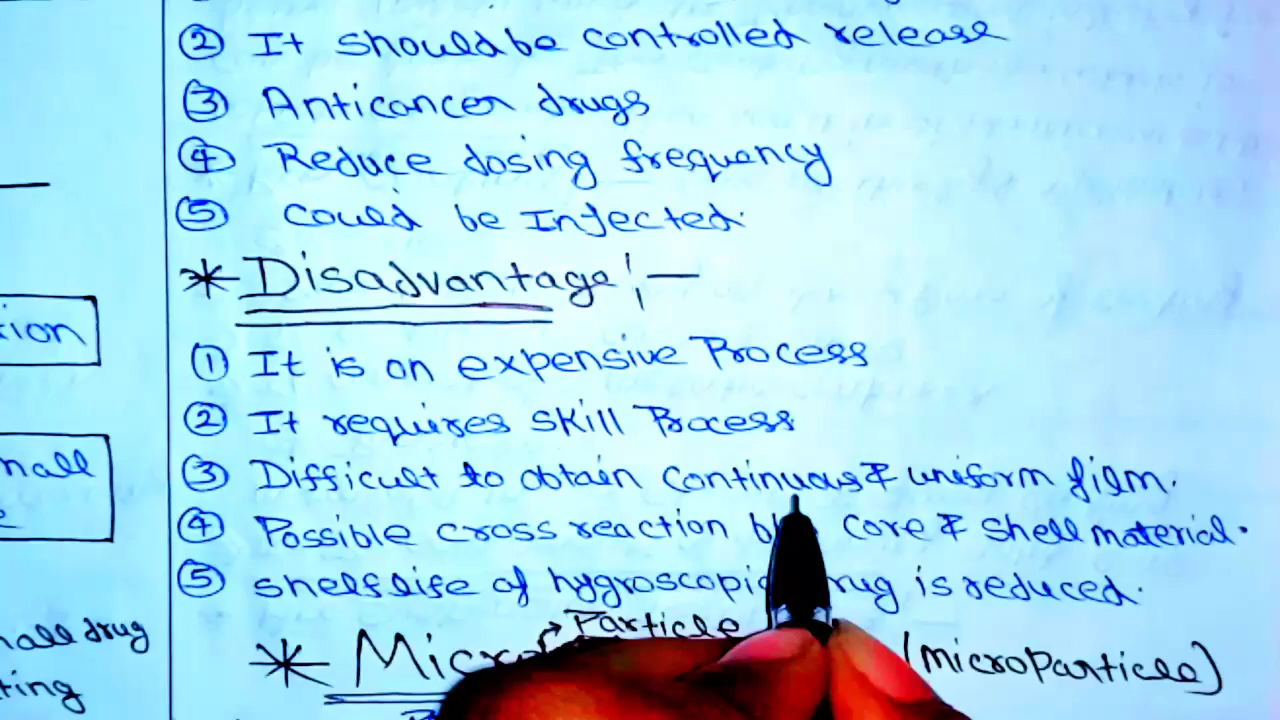 ② It should be controlled release
③ Anticancer drugs
④ Reduce dosing frequency
⑤ Could be Injected.
* Disadvantage :—
① It is an expensive Process
② It requires skill Process
③ Difficult to obtain continuous & uniform film.
④ Possible cross reaction core & shell material.
⑤ shelf life of hygroscopic is reduced.
Particle
* (microparticle)